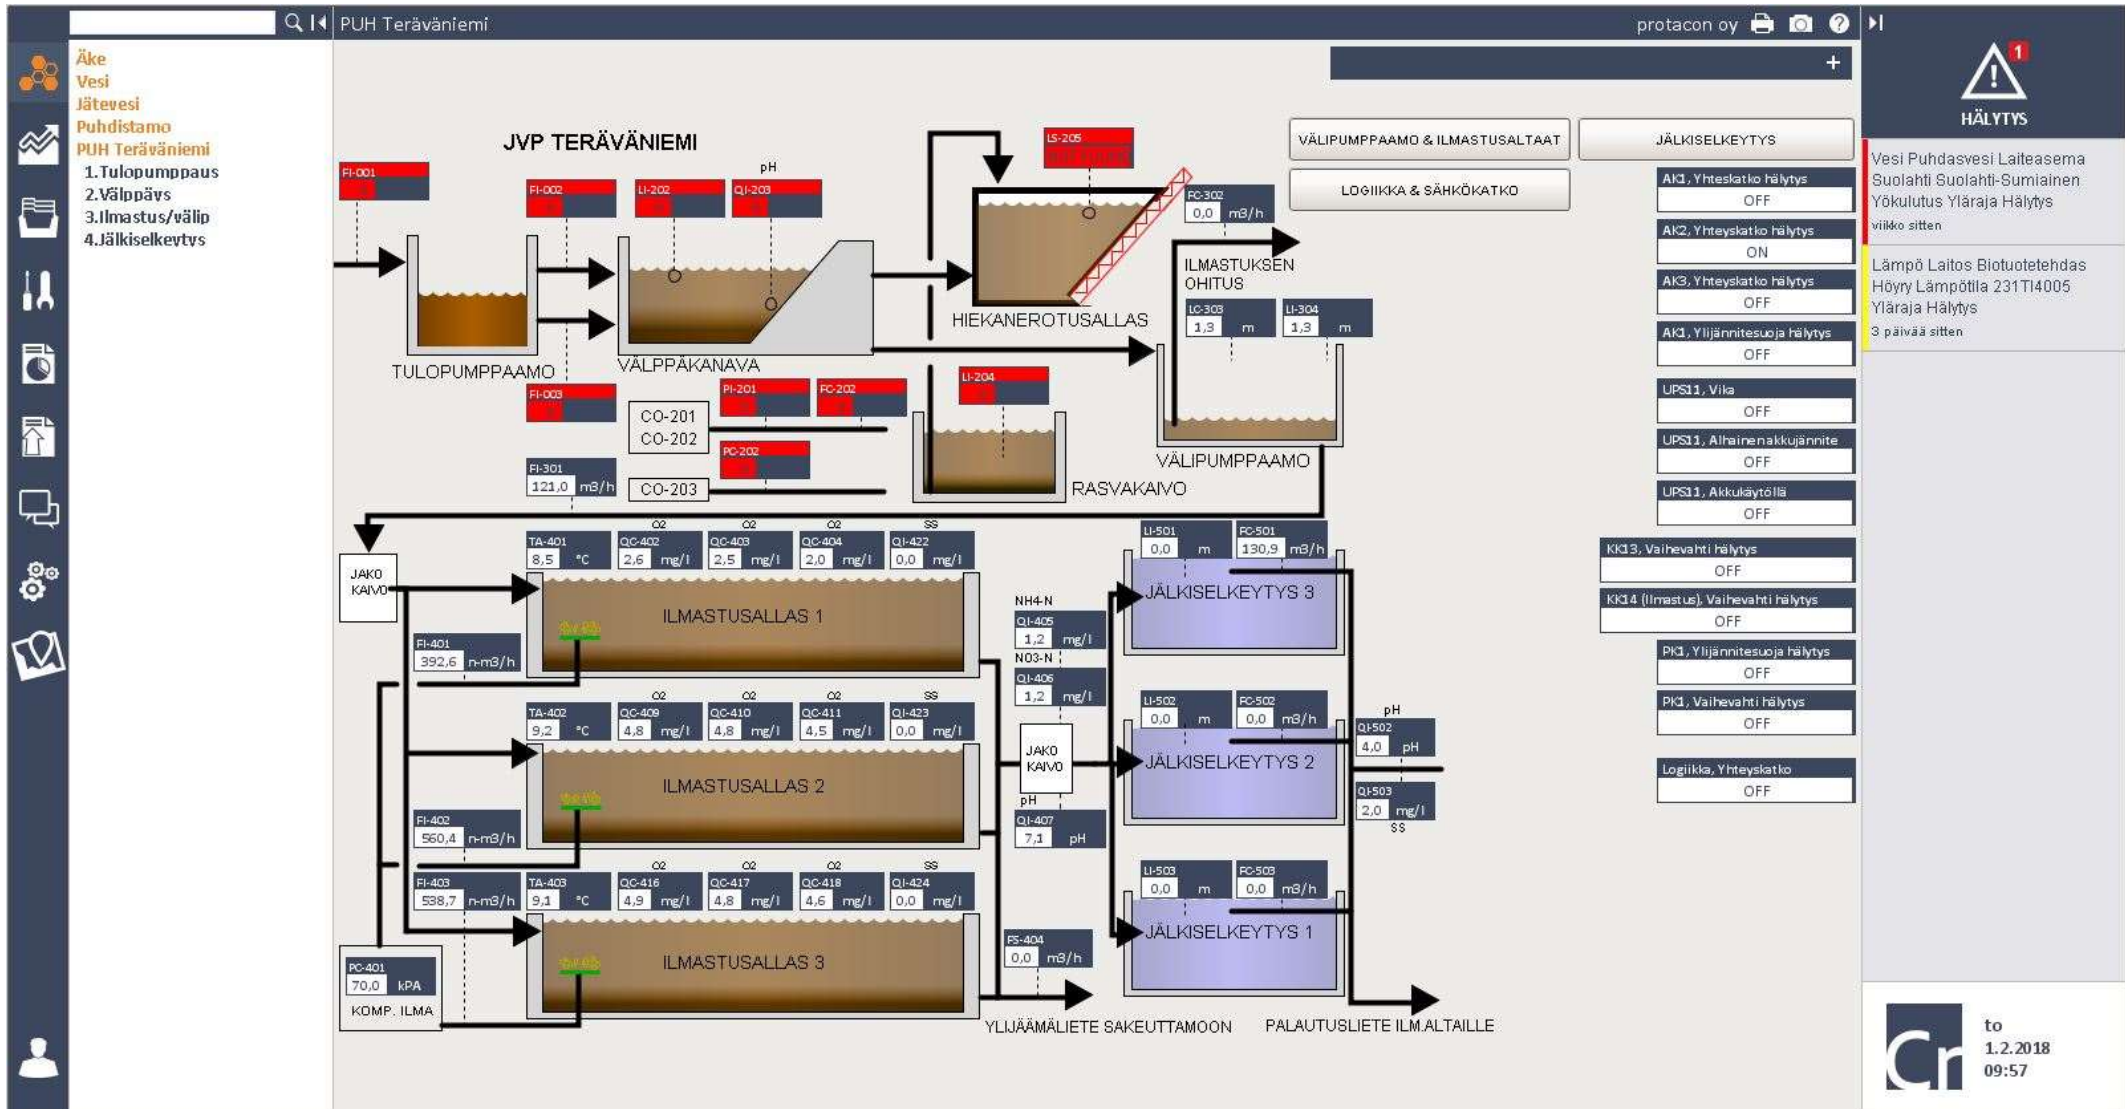 PUH Teräväniemi
protacon oy
Äke
Vesi
Jätevesi
Puhdistamo
PUH Teräväniemi
1.Tulopumppaus
2.Välppäys
3.Ilmastus/välip
4.Jälkiselkeytys
+
1
HÄLYTYS
Vesi Puhdasvesi Laiteasema
Suolahti Suolahti-Sumiainen
Yökulutus Yläraja Hälytys
viikko sitten
Lämpö Laitos Biotuotetehdas
Höyry Lämpötila 231TI4005
Yläraja Hälytys
3 päivää sitten
JVP TERÄVÄNIEMI
VÄLIPUMPPAAMO & ILMASTUSALTAAT
JÄLKISELKEYTYS
LOGIIKKA & SÄHKÖKATKO
FI-001
FI-002
LI-202
pH
QI-203
LS-205
FC-302
0,0 m3/h
ILMASTUKSEN
OHITUS
LC-303
1,3 m
LI-304
1,3 m
TULOPUMPPAAMO
VÄLPPÄKANAVA
HIEKANEROTUSALLAS
FI-003
CO-201
CO-202
PI-201
FC-202
LI-204
PC-202
CO-203
RASVAKAIVO
VÄLIPUMPPAAMO
FI-301
121,0 m3/h
JAKO
KAIVO
TA-401
8,5 °C
O2
QC-402
2,6 mg/l
O2
QC-403
2,5 mg/l
O2
QC-404
2,0 mg/l
SS
QI-422
0,0 mg/l
ILMASTUSALLAS 1
FI-401
392,6 n-m3/h
TA-402
9,2 °C
O2
QC-409
4,8 mg/l
O2
QC-410
4,8 mg/l
O2
QC-411
4,5 mg/l
SS
QI-423
0,0 mg/l
ILMASTUSALLAS 2
FI-402
560,4 n-m3/h
FI-403
538,7 n-m3/h
TA-403
9,1 °C
O2
QC-416
4,9 mg/l
O2
QC-417
4,8 mg/l
O2
QC-418
4,6 mg/l
SS
QI-424
0,0 mg/l
ILMASTUSALLAS 3
PC-401
70,0 kPA
KOMP. ILMA
NH4-N
QI-405
1,2 mg/l
NO3-N
QI-406
1,2 mg/l
JAKO
KAIVO
pH
QI-407
7,1 pH
FS-404
0,0 m3/h
YLIJÄÄMÄLIETE SAKEUTTAMOON
LI-501
0,0 m
FC-501
130,9 m3/h
JÄLKISELKEYTYS 3
LI-502
0,0 m
FC-502
0,0 m3/h
JÄLKISELKEYTYS 2
LI-503
0,0 m
FC-503
0,0 m3/h
JÄLKISELKEYTYS 1
pH
QI-502
4,0 pH
QI-503
2,0 mg/l
SS
PALAUTUSLIETE ILM.ALTAILLE
AK1, Yhteskatko hälytys
OFF
AK2, Yhteyskatko hälytys
ON
AK3, Yhteyskatko hälytys
OFF
AK1, Ylijännitesuoja hälytys
OFF
UPS11, Vika
OFF
UPS11, Alhainen akkujännite
OFF
UPS11, Akkukäytöllä
OFF
KK13, Vaihevahti hälytys
OFF
KK14 (Ilmastus), Vaihevahti hälytys
OFF
PK1, Ylijännitesuoja hälytys
OFF
PK1, Vaihevahti hälytys
OFF
Logiikka, Yhteyskatko
OFF
Cr
to
1.2.2018
09:57